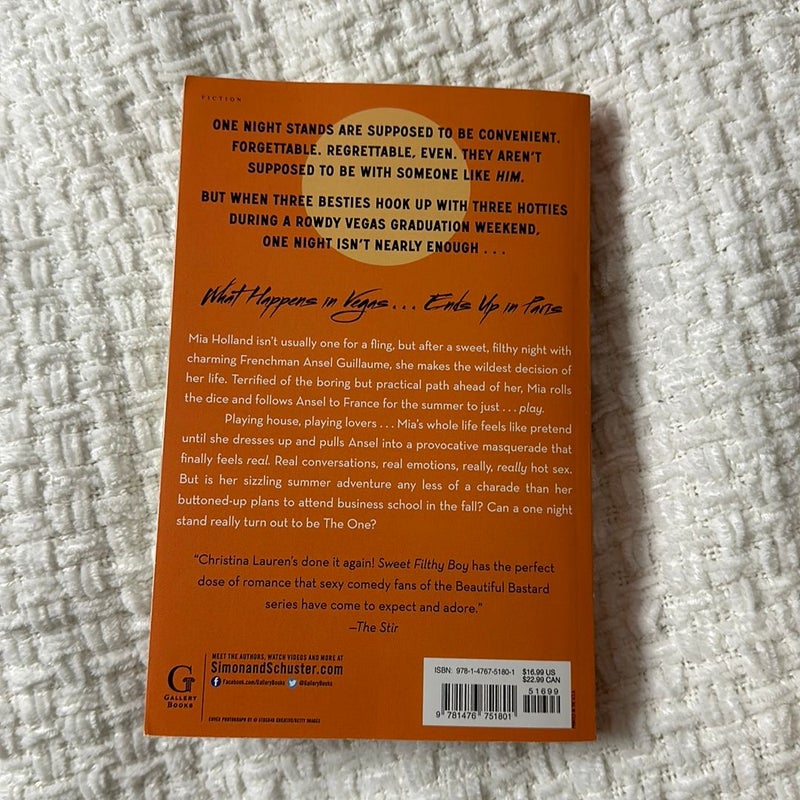 FICTION
ONE NIGHT STANDS ARE SUPPOSED TO BE CONVENIENT.
FORGETTABLE. REGRETTABLE, EVEN. THEY AREN'T
SUPPOSED TO BE WITH SOMEONE LIKE HIM.
BUT WHEN THREE BESTIES HOOK UP WITH THREE HOTTIES
DURING A ROWDY VEGAS GRADUATION WEEKEND,
ONE NIGHT ISN'T NEARLY ENOUGH . . .
What Happens in Vegas . . . Ends Up in Paris
Mia Holland isn't usually one for a fling, but after a sweet, filthy night with
charming Frenchman Ansel Guillaume, she makes the wildest decision of
her life. Terrified of the boring but practical path ahead of her, Mia rolls
the dice and follows Ansel to France for the summer to just . . . play.
Playing house, playing lovers . . . Mia's whole life feels like pretend
until she dresses up and pulls Ansel into a provocative masquerade that
finally feels real. Real conversations, real emotions, really, really hot sex.
But is her sizzling summer adventure any less of a charade than her
buttoned-up plans to attend business school in the fall? Can a one night
stand really turn out to be The One?
"Christina Lauren's done it again! Sweet Filthy Boy has the perfect
dose of romance that sexy comedy fans of the Beautiful Bastard
series have come to expect and adore."
—The Stir
G
GALLERY
BOOKS
MEET THE AUTHORS, WATCH VIDEOS AND MORE AT
SimonandSchuster.com
Facebook.com/GalleryBooks @GalleryBooks
COVER PHOTOGRAPH BY © STUDIO GREATTI/GETTY IMAGES
ISBN: 978-1-4767-5180-1 $16.99 US
$22.99 CAN
51699
9 781476 751801